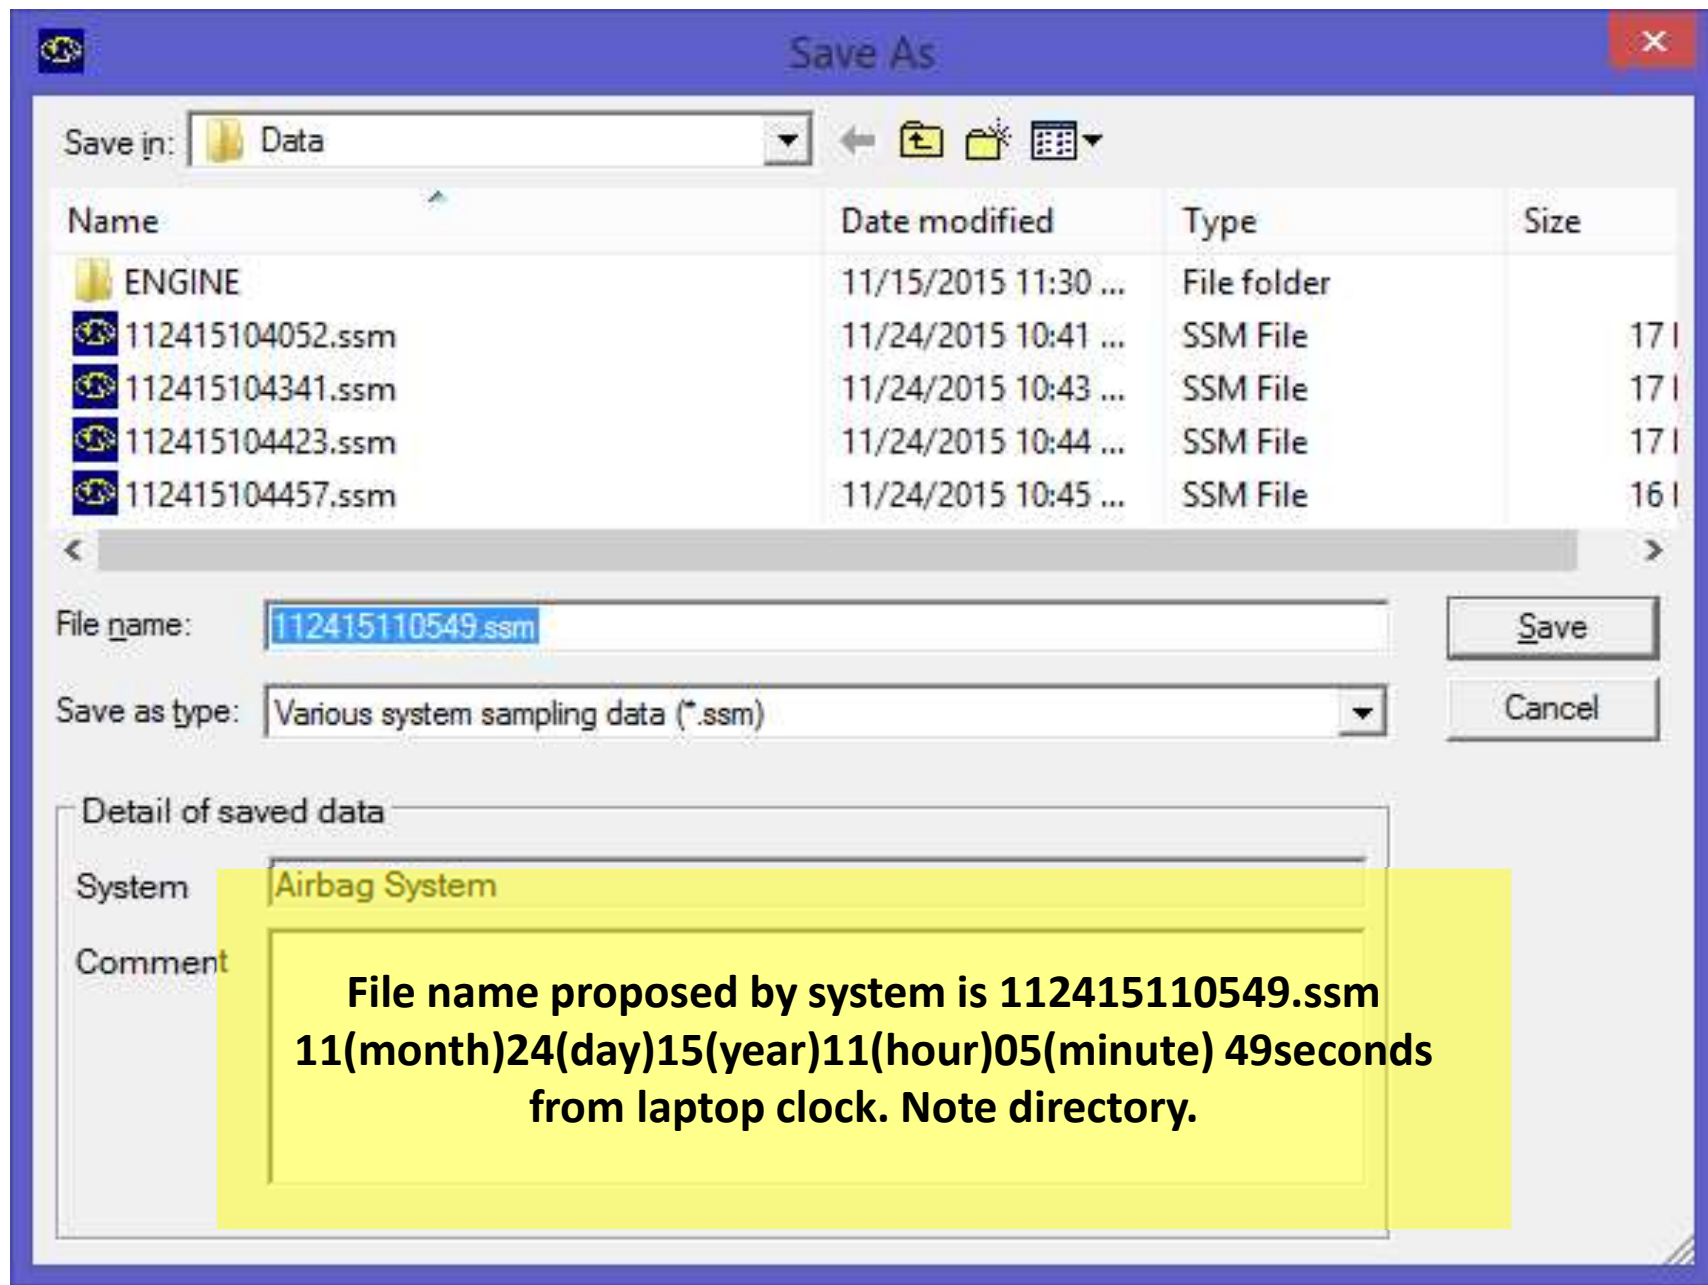 Save As
Save in: Data
Name Date modified Type Size
ENGINE 11/15/2015 11:30 ... File folder
112415104052.ssm 11/24/2015 10:41 ... SSM File 17
112415104341.ssm 11/24/2015 10:43 ... SSM File 17
112415104423.ssm 11/24/2015 10:44 ... SSM File 17
112415104457.ssm 11/24/2015 10:45 ... SSM File 16
File name: 112415110549.ssm Save
Save as type: Various system sampling data (*.ssm) Cancel
Detail of saved data
System Airbag System
Comment
File name proposed by system is 112415110549.ssm
11(month)24(day)15(year)11(hour)05(minute) 49seconds
from laptop clock. Note directory.